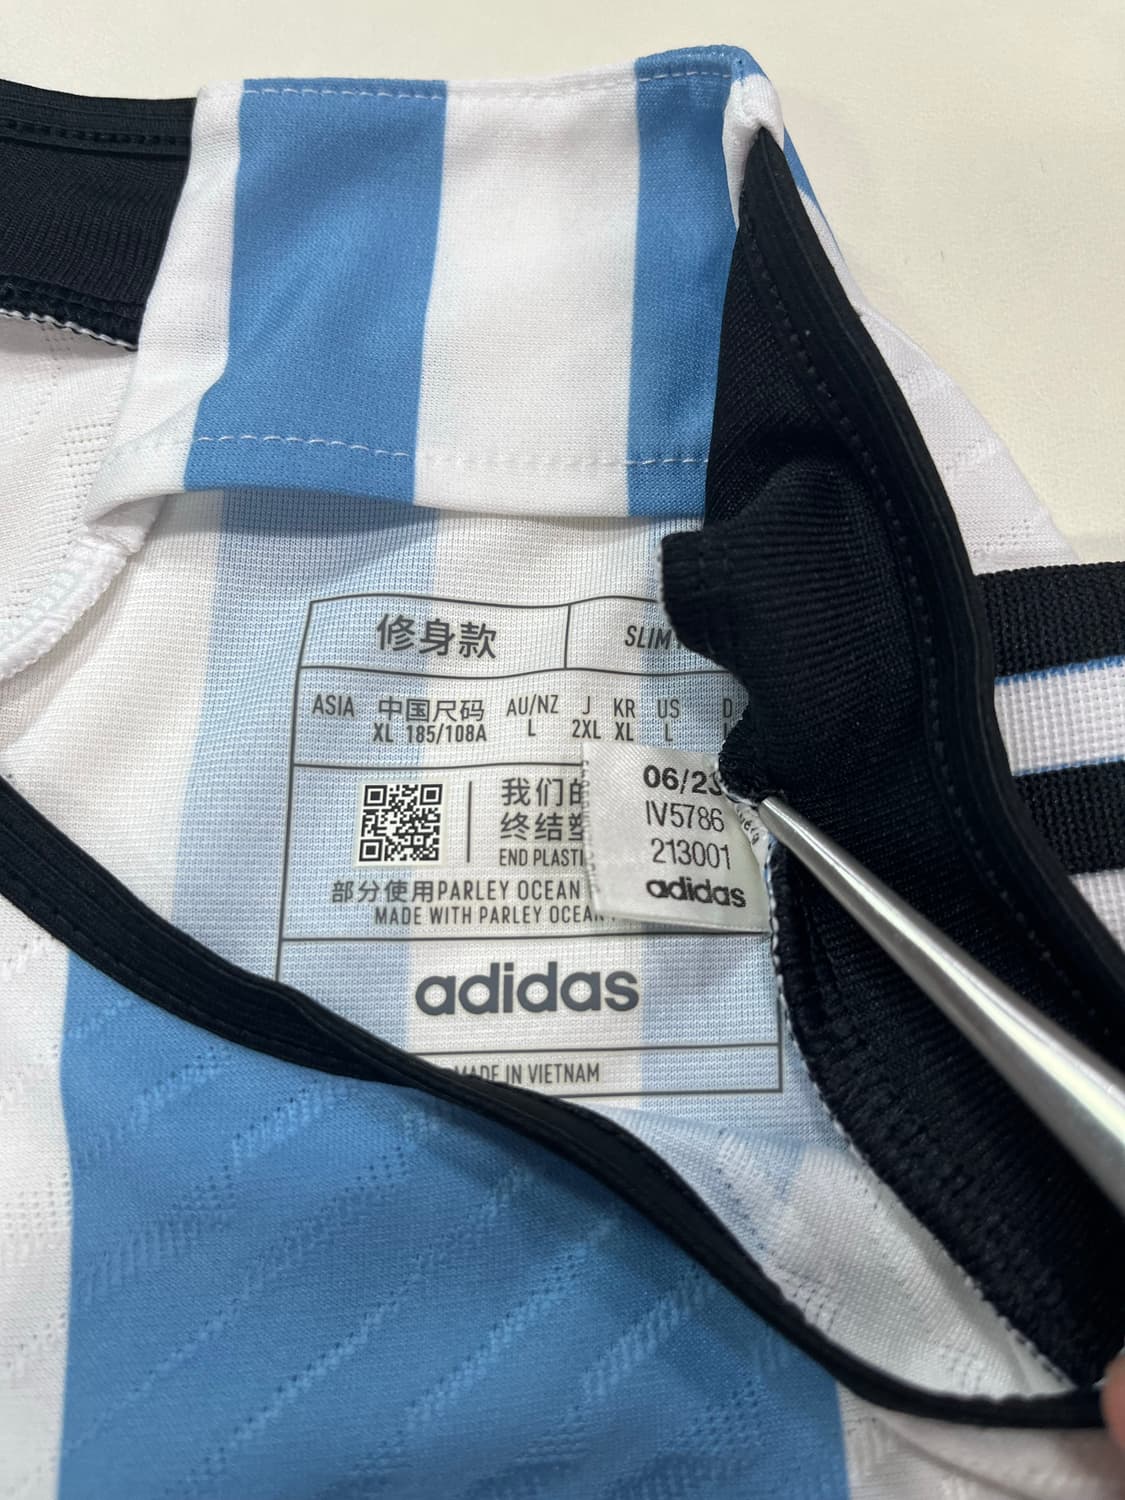 修身款
SLIM
ASIA 中国尺码 AU/NZ J KR US D
XL 185/108A L 2XL XL L
我们的
终结塑
END PLASTI
部分使用PARLEY OCEAN
MADE WITH PARLEY OCEAN
06/23
IV5786
213001
adidas
adidas
MADE IN VIETNAM